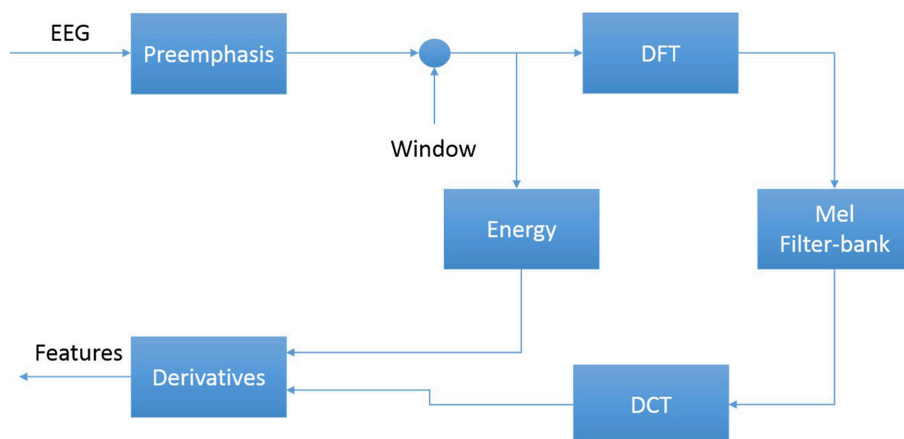 EEG
Preemphasis
DFT
Window
Energy
Mel
Filter-bank
Features
Derivatives
DCT